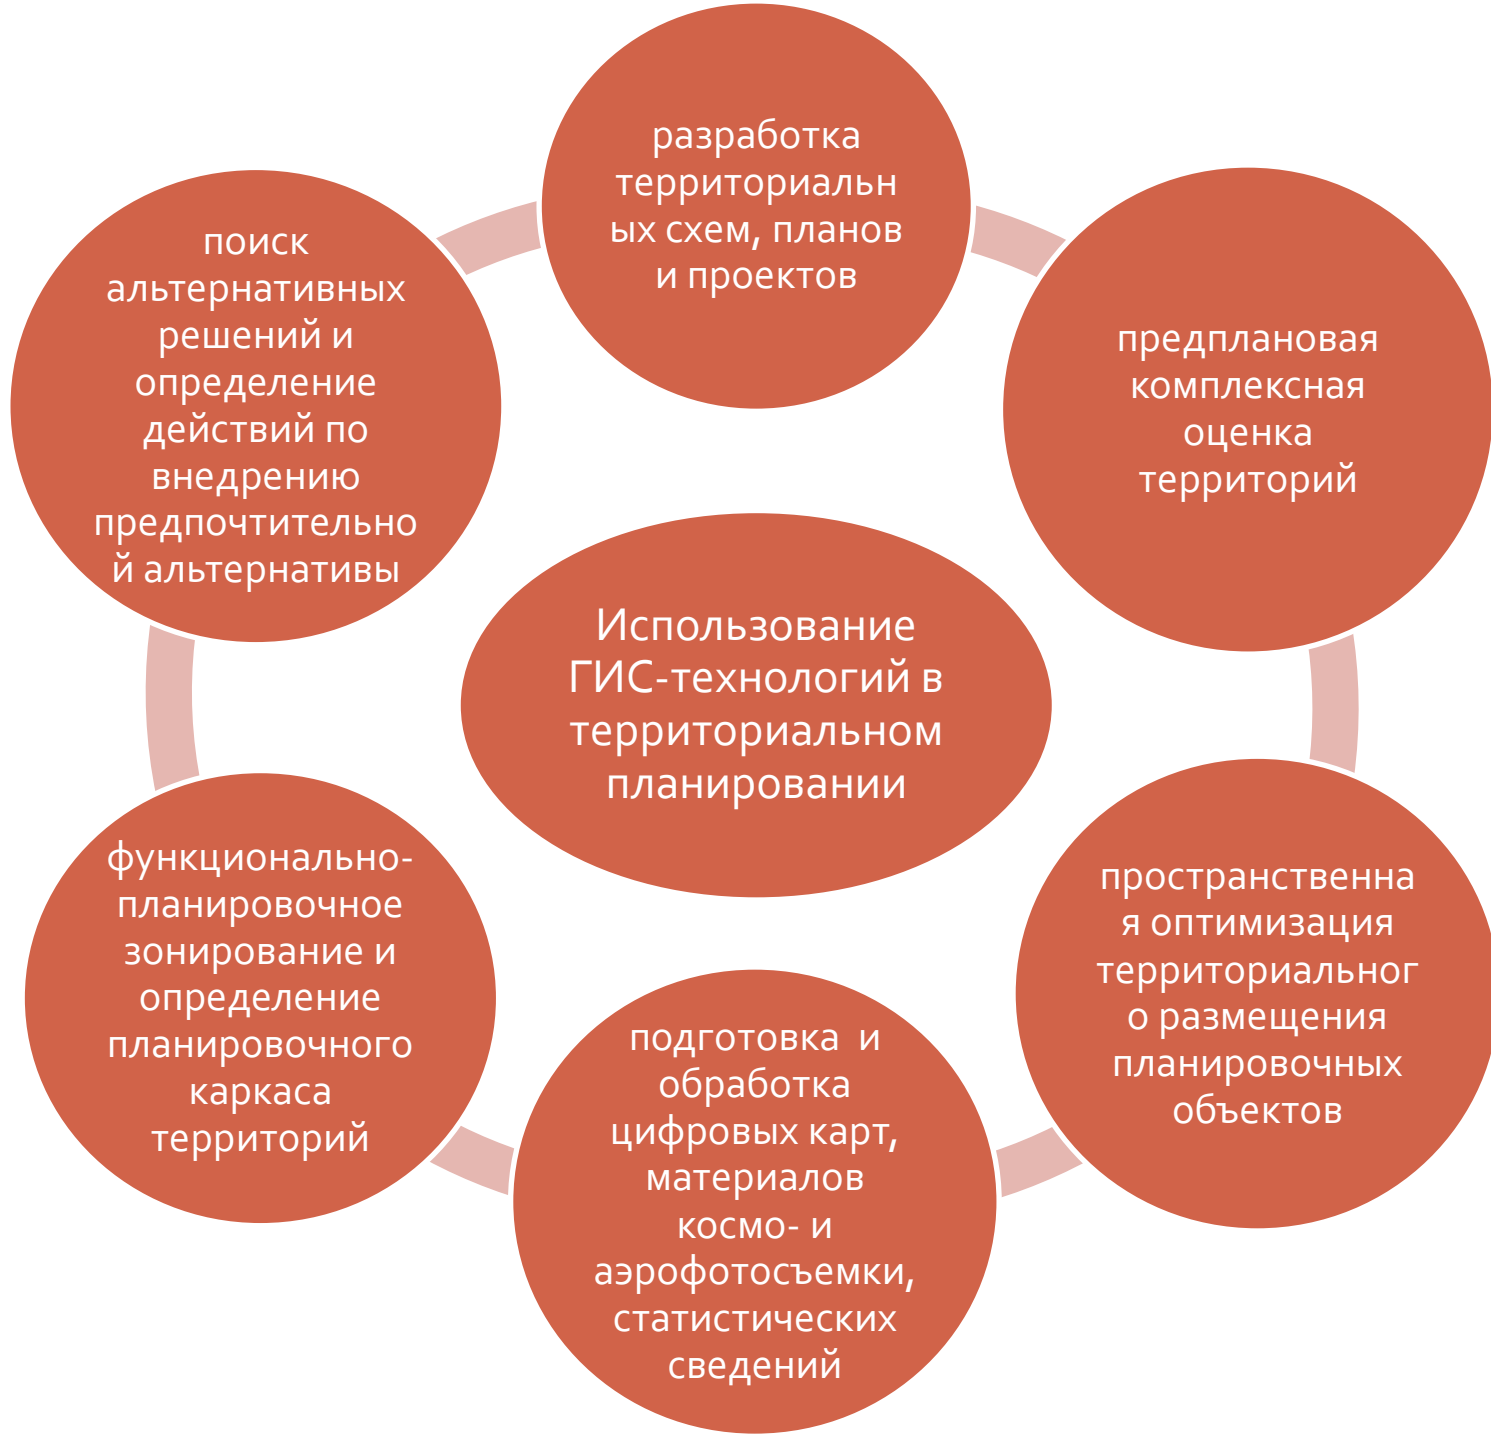 разработка
территориальн
ых схем, планов
и проектов
предплановая
комплексная
оценка
территорий
пространственна
я оптимизация
территориальног
о размещения
планировочных
объектов
подготовка  и
обработка
цифровых карт,
материалов
космо- и
аэрофотосъемки,
статистических
сведений
функционально-
планировочное
зонирование и
определение
планировочного
каркаса
территорий
поиск
альтернативных
решений и
определение
действий по
внедрению
предпочтительно
й альтернативы
Использование
ГИС-технологий в
территориальном
планировании